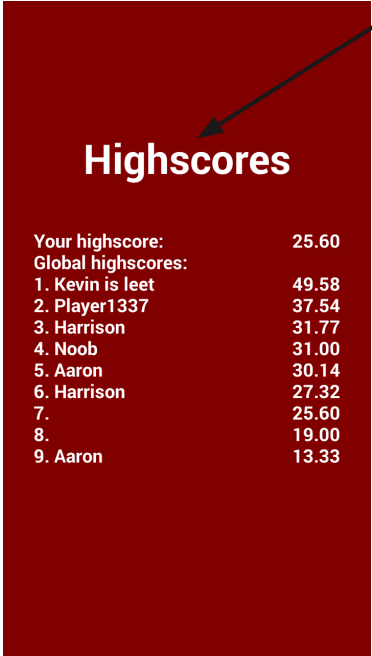 Highscores
Your highscore: 25.60
Global highscores:
1. Kevin is leet 49.58
2. Player1337 37.54
3. Harrison 31.77
4. Noob 31.00
5. Aaron 30.14
6. Harrison 27.32
7. 25.60
8. 19.00
9. Aaron 13.33